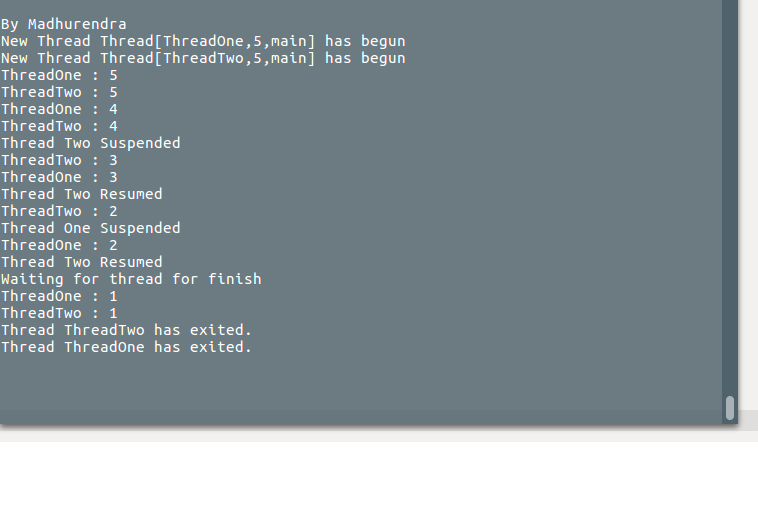 By Madhurendra
New Thread Thread[ThreadOne,5,main] has begun
New Thread Thread[ThreadTwo,5,main] has begun
ThreadOne : 5
ThreadTwo : 5
ThreadOne : 4
ThreadTwo : 4
Thread Two Suspended
ThreadTwo : 3
ThreadOne : 3
Thread Two Resumed
ThreadTwo : 2
Thread One Suspended
ThreadOne : 2
Thread Two Resumed
Waiting for thread for finish
ThreadOne : 1
ThreadTwo : 1
Thread ThreadTwo has exited.
Thread ThreadOne has exited.